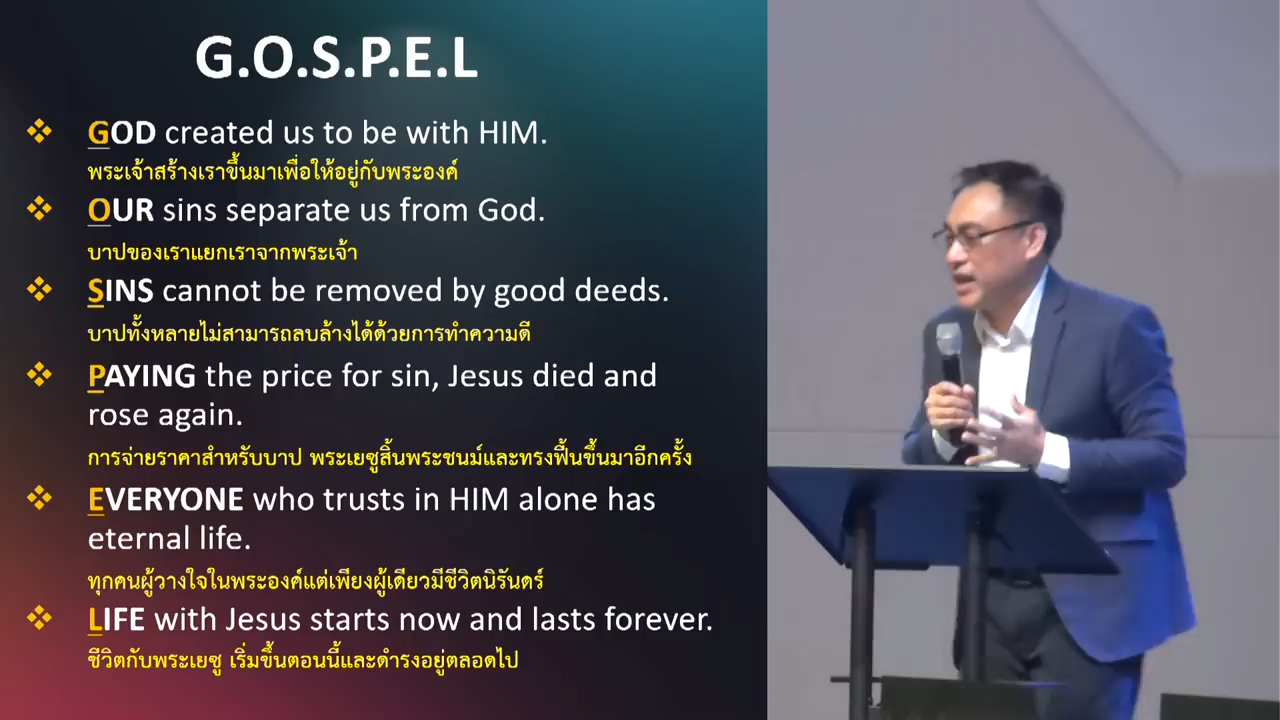 G.O.S.P.E.L
❖ GOD created us to be with HIM.
พระเจ้าสร้างเราขึ้นมาเพื่อให้อยู่กับพระองค์
❖ OUR sins separate us from God.
บาปของเราแยกเราจากพระเจ้า
❖ SINS cannot be removed by good deeds.
บาปทั้งหลายไม่สามารถลบล้างได้ด้วยการทำความดี
❖ PAYING the price for sin, Jesus died and
rose again.
การจ่ายราคาสำหรับบาป พระเยซูสิ้นพระชนม์และทรงฟื้นขึ้นมาอีกครั้ง
❖ EVERYONE who trusts in HIM alone has
eternal life.
ทุกคนผู้วางใจในพระองค์แต่เพียงผู้เดียวมีชีวิตนิรันดร์
❖ LIFE with Jesus starts now and lasts forever.
ชีวิตกับพระเยซู เริ่มขึ้นตอนนี้และดำรงอยู่ตลอดไป